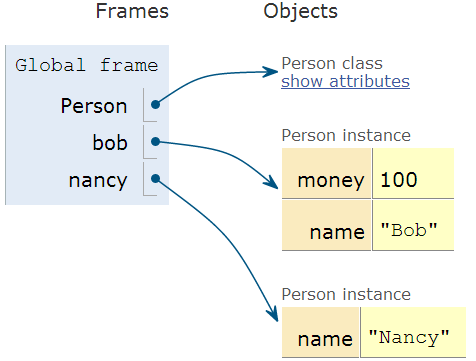 Frames Objects
Global frame
Person
bob
nancy
Person class
show attributes
Person instance
money 100
name "Bob"
Person instance
name "Nancy"